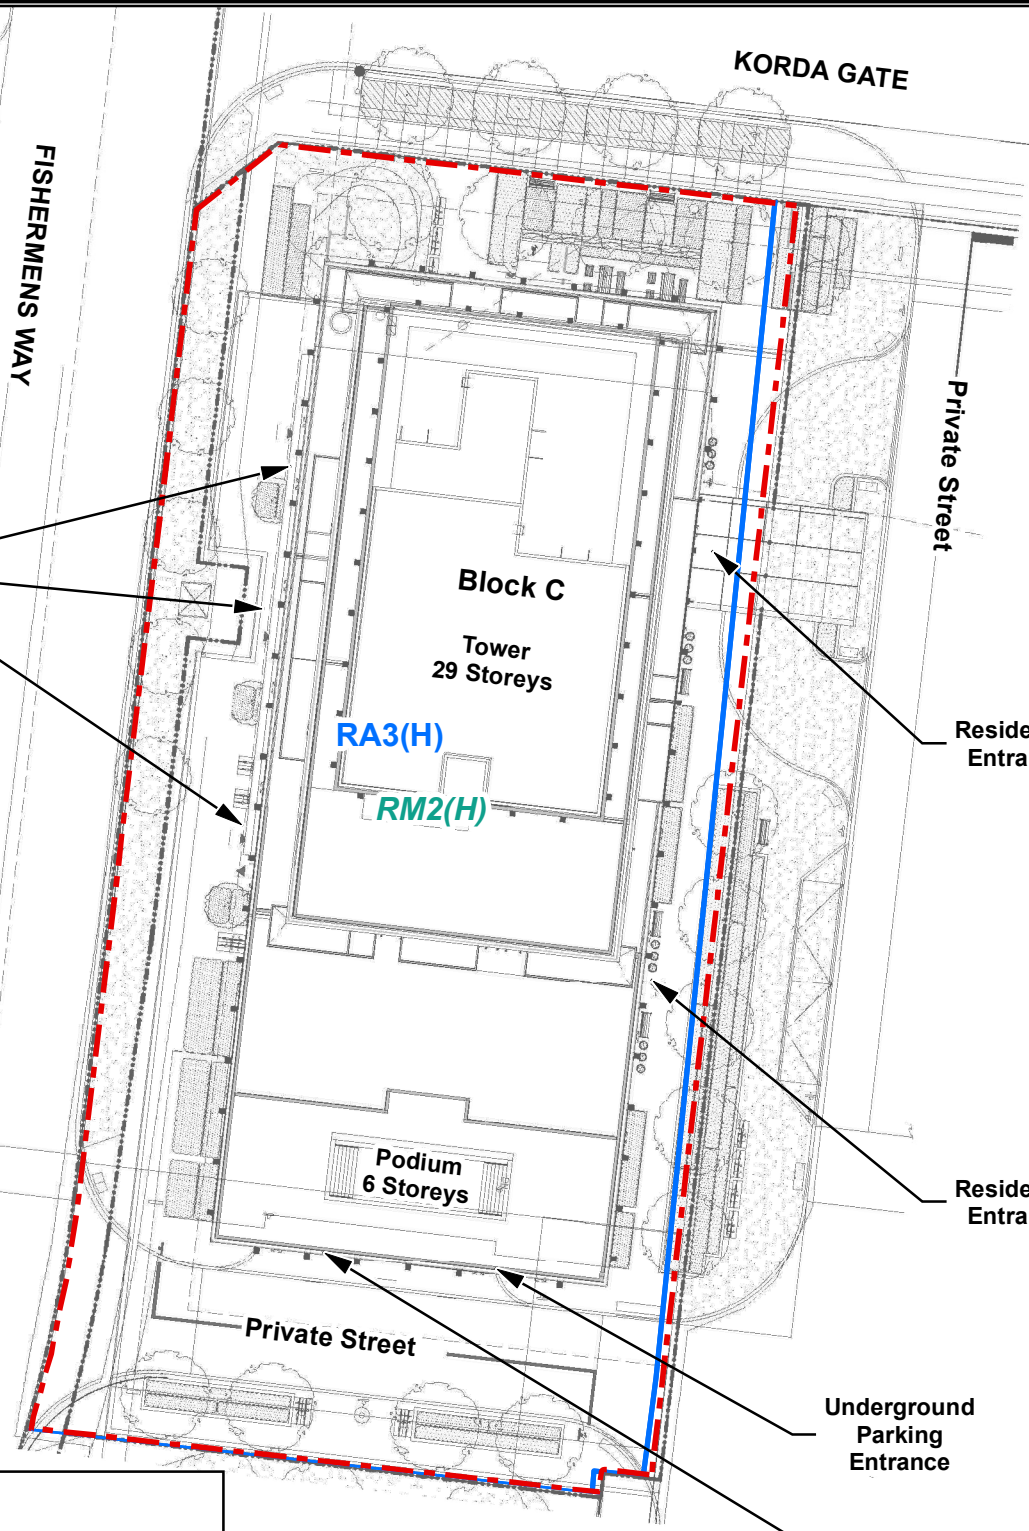 KORDA GATE
FISHERMENS WAY
Private Street
Block C
Tower
29 Storeys
RA3(H)
RM2(H)
Reside
Entra
Podium
6 Storeys
Reside
Entra
Private Street
Underground
Parking
Entrance